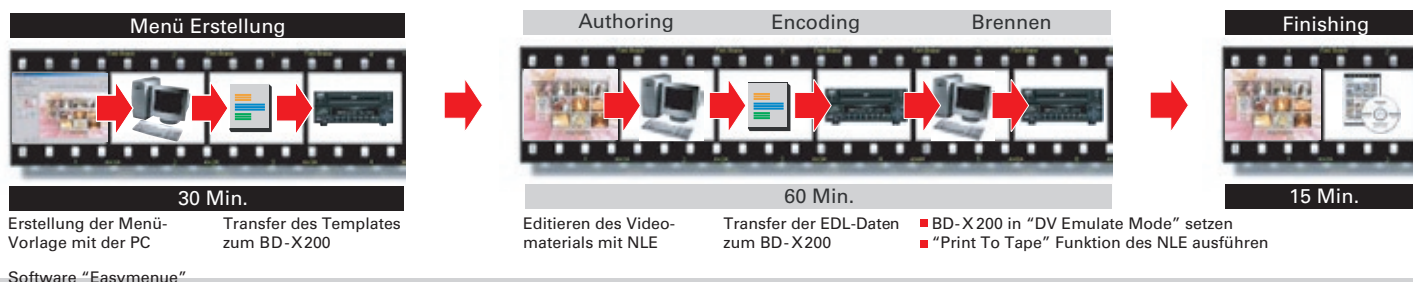 Menü Erstellung
30 Min.
Erstellung der Menü-
Vorlage mit der PC
Software “Easymenue”
Transfer des Templates
zum BD-X200
Authoring Encoding Brennen
60 Min.
Editieren des Video-
materials mit NLE
Transfer der EDL-Daten
zum BD-X200
BD-X200 in “DV Emulate Mode” setzen
“Print To Tape” Funktion des NLE ausführen
Finishing
15 Min.